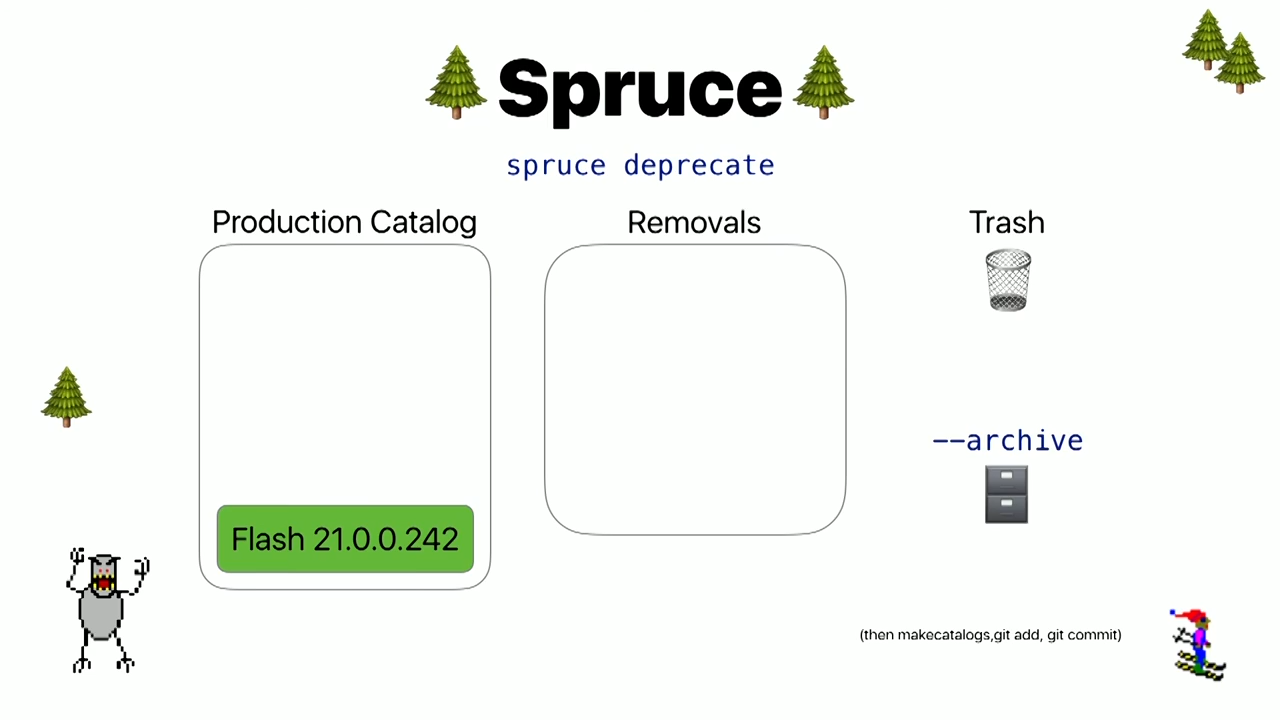 Spruce
spruce deprecate
Production Catalog
Removals
Trash
--archive
Flash 21.0.0.242
(then makecatalogs,git add, git commit)